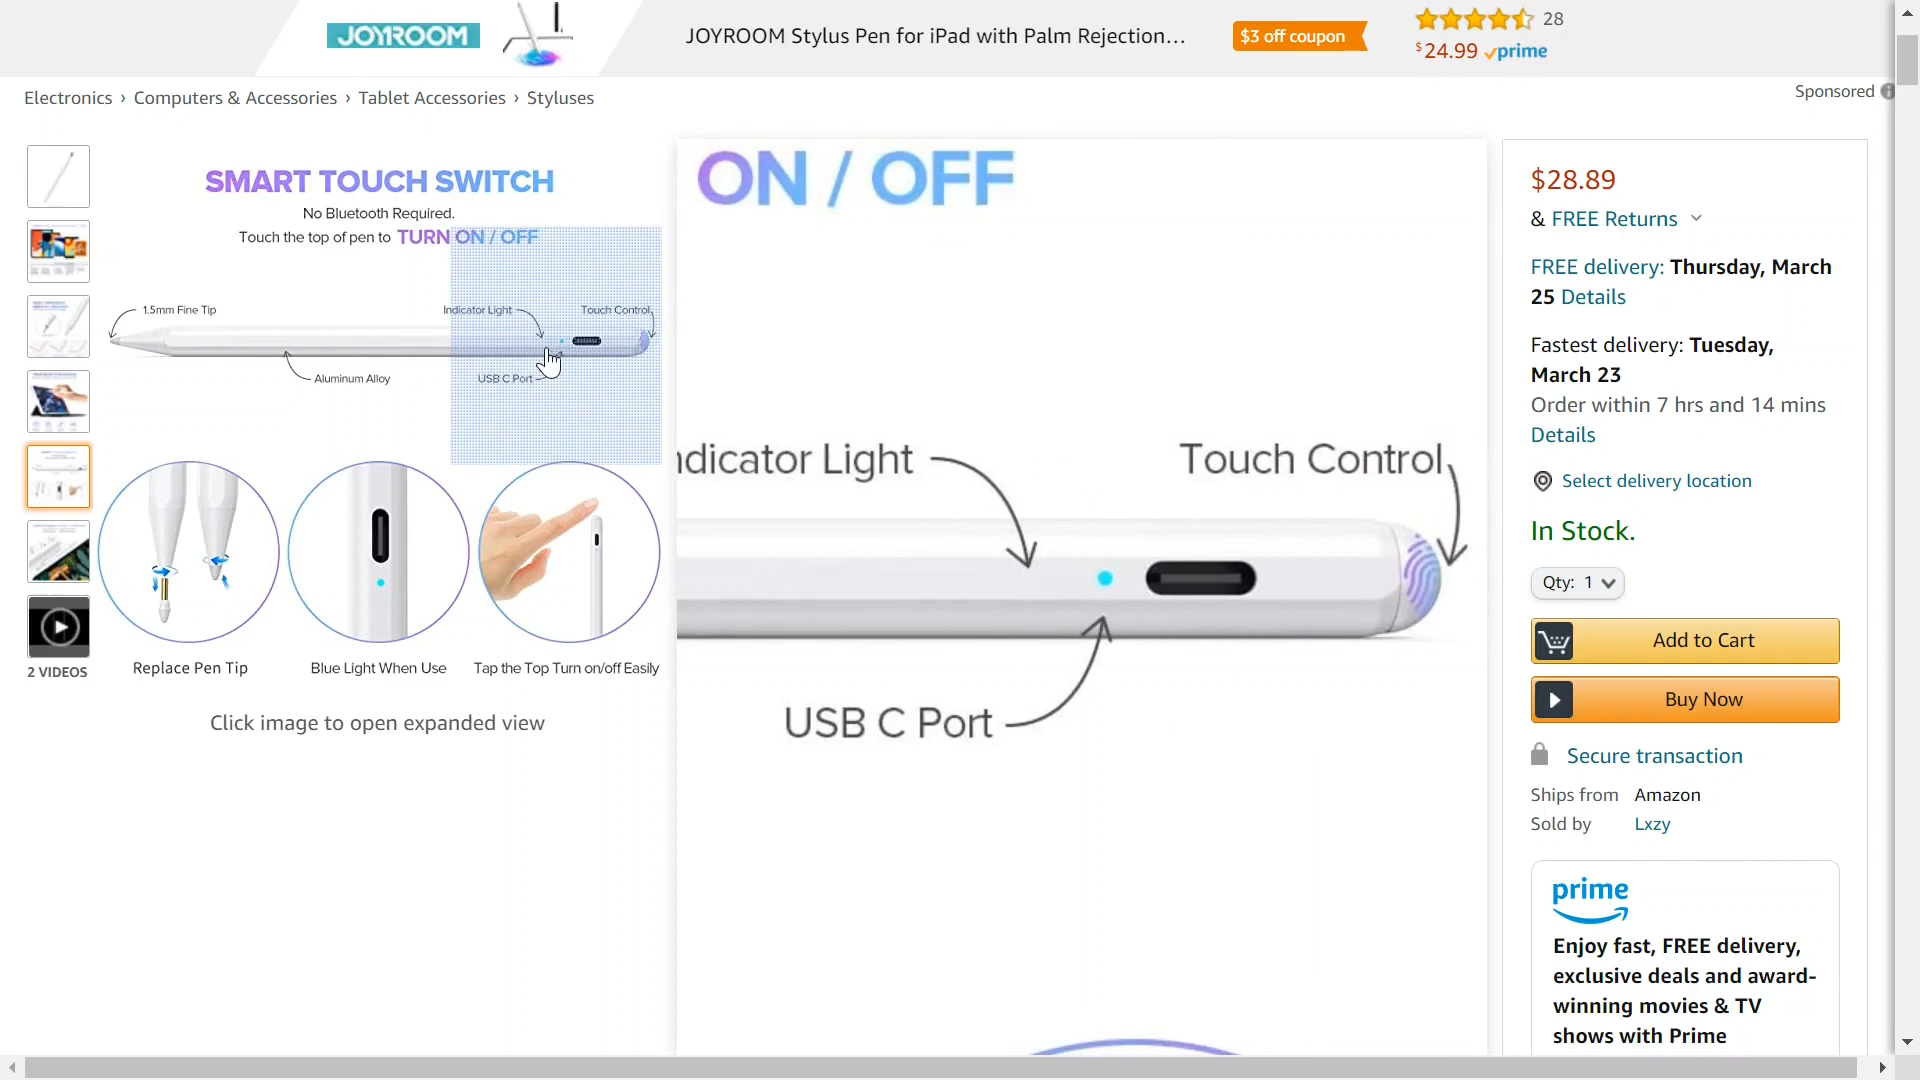 JOYROOM
JOYROOM Stylus Pen for iPad with Palm Rejection...
$3 off coupon
28
$24.99 prime
Electronics › Computers & Accessories › Tablet Accessories › Styluses
Sponsored
SMART TOUCH SWITCH
No Bluetooth Required.
Touch the top of pen to TURN ON / OFF
1.5mm Fine Tip
Indicator Light
Touch Control
Aluminum Alloy
USB C Port
Replace Pen Tip
Blue Light When Use
Tap the Top Turn on/off Easily
2 VIDEOS
Click image to open expanded view
ON / OFF
ndicator Light
Touch Control
USB C Port
$28.89
& FREE Returns
FREE delivery: Thursday, March
25 Details
Fastest delivery: Tuesday,
March 23
Order within 7 hrs and 14 mins
Details
Select delivery location
In Stock.
Qty: 1
Add to Cart
Buy Now
Secure transaction
Ships from Amazon
Sold by Lxzy
prime
Enjoy fast, FREE delivery,
exclusive deals and award-
winning movies & TV
shows with Prime